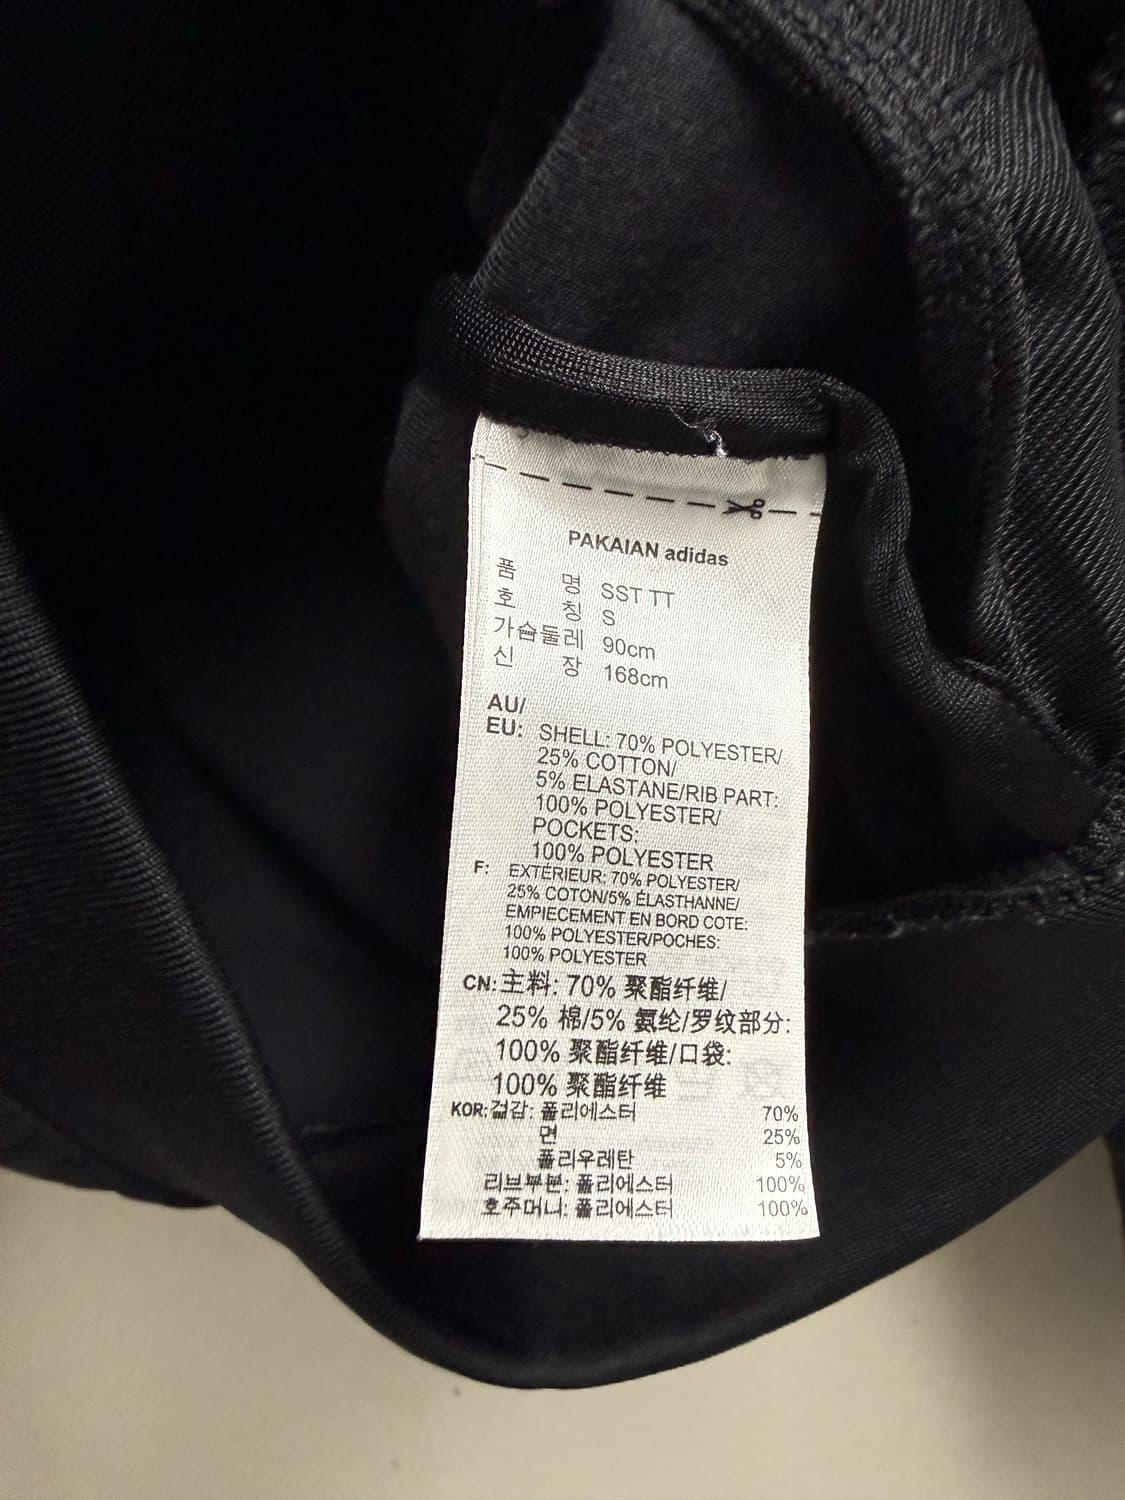 PAKAIAN adidas
품 명 SST TT
호 칭 S
가슴둘레 90cm
신 장 168cm
AU/
EU: SHELL: 70% POLYESTER/
25% COTTON/
5% ELASTANE/RIB PART:
100% POLYESTER/
POCKETS:
100% POLYESTER
F: EXTÉRIEUR: 70% POLYESTER/
25% COTON/5% ÉLASTHANNE/
EMPIECEMENT EN BORD COTE:
100% POLYESTER/POCHES:
100% POLYESTER
CN: 主料: 70% 聚酯纤维/
25% 棉/5% 氨纶/罗纹部分:
100% 聚酯纤维/口袋:
100% 聚酯纤维
KOR: 겉감: 폴리에스터 70%
면 25%
폴리우레탄 5%
리브부분: 폴리에스터 100%
호주머니: 폴리에스터 100%